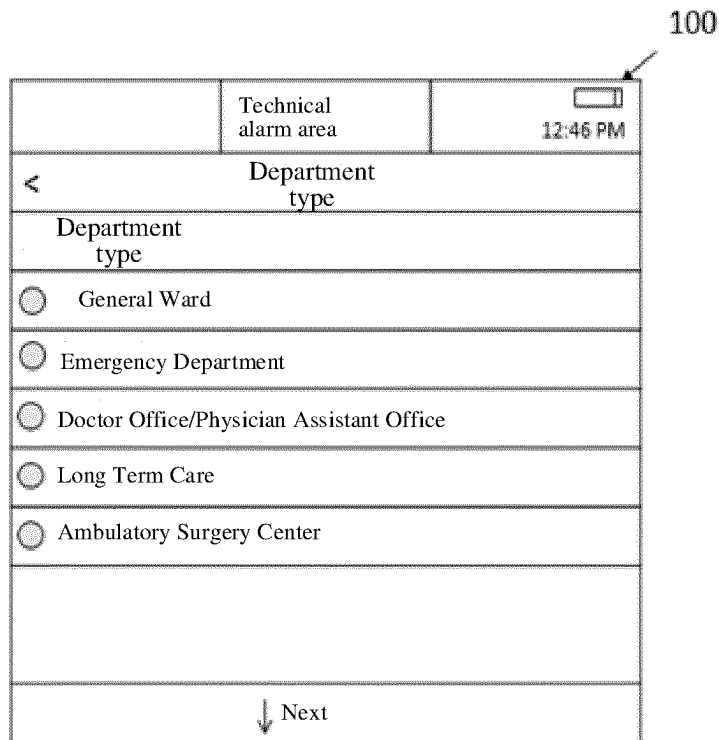 100
Technical
alarm area
12:46 PM
<
Department
type
Department
type
General Ward
Emergency Department
Doctor Office/Physician Assistant Office
Long Term Care
Ambulatory Surgery Center
↓ Next